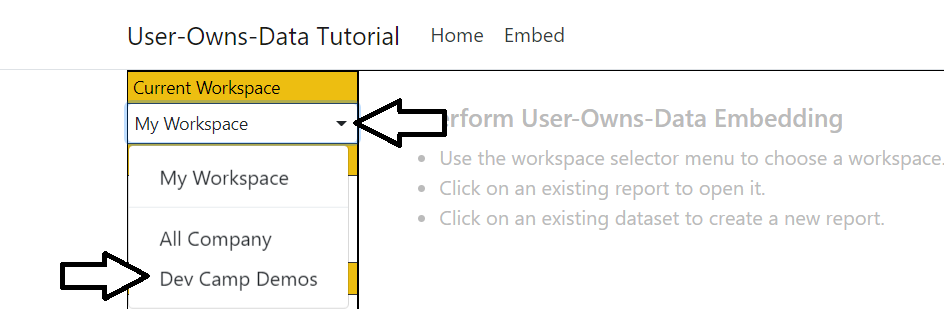 User-Owns-Data Tutorial Home Embed
Current Workspace
My Workspace
My Workspace
All Company
Dev Camp Demos
erform User-Owns-Data Embedding
• Use the workspace selector menu to choose a workspace.
• Click on an existing report to open it.
• Click on an existing dataset to create a new report.